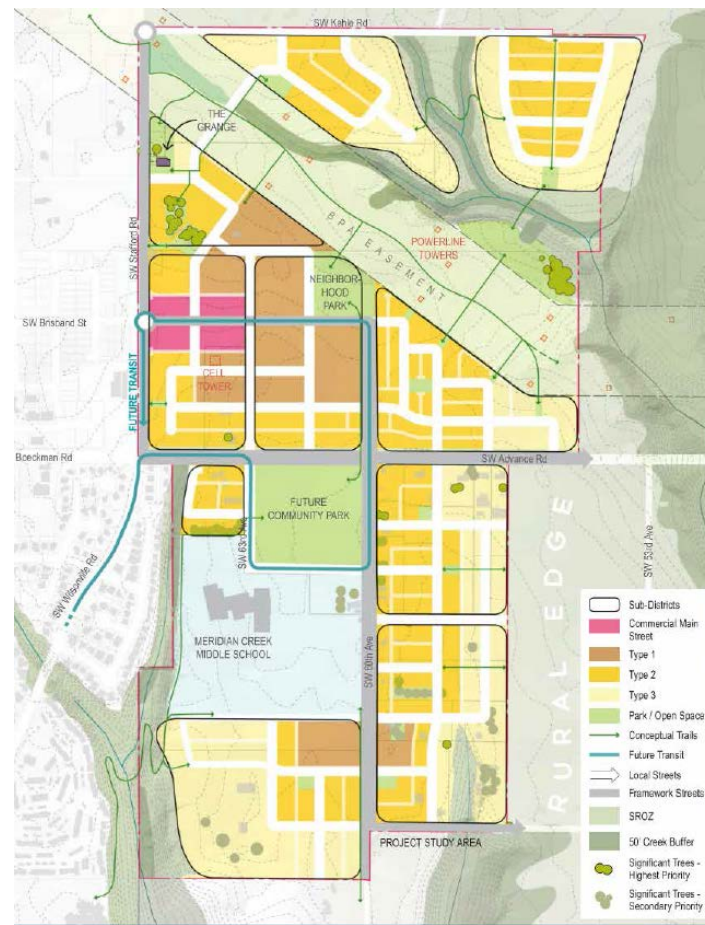 SW Kahle Rd
THE
GRANGE
SW Stafford Rd
BPA EASEMENT
POWERLINE
TOWERS
NEIGHBOR-
HOOD PARK
SW Brisband St
CELL
TOWER
FUTURE TRANSIT
Boeckman Rd
SW Advance Rd
FUTURE
COMMUNITY PARK
SW 63rd Ave
SW 53rd Ave
SW Wilsonville Rd
MERIDIAN CREEK
MIDDLE SCHOOL
SW 60th Ave
RURAL EDGE
PROJECT STUDY AREA
Sub-Districts
Commercial Main
Street
Type 1
Type 2
Type 3
Park / Open Space
Conceptual Trails
Future Transit
Local Streets
Framework Streets
SROZ
50' Creek Buffer
Significant Trees -
Highest Priority
Significant Trees -
Secondary Priority